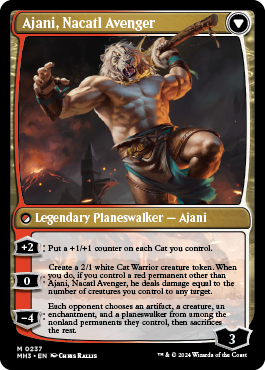 Ajani, Nacatl Avenger
Legendary Planeswalker — Ajani
+2
: Put a +1/+1 counter on each Cat you control.
0
: Create a 2/1 white Cat Warrior creature token. When
you do, if you control a red permanent other than
Ajani, Nacatl Avenger, he deals damage equal to the
number of creatures you control to any target.
−4
: Each opponent chooses an artifact, a creature, an
enchantment, and a planeswalker from among the
nonland permanents they control, then sacrifices
the rest.
3
M 0237
MH3 • EN Chris Rallis
™ & © 2024 Wizards of the Coast